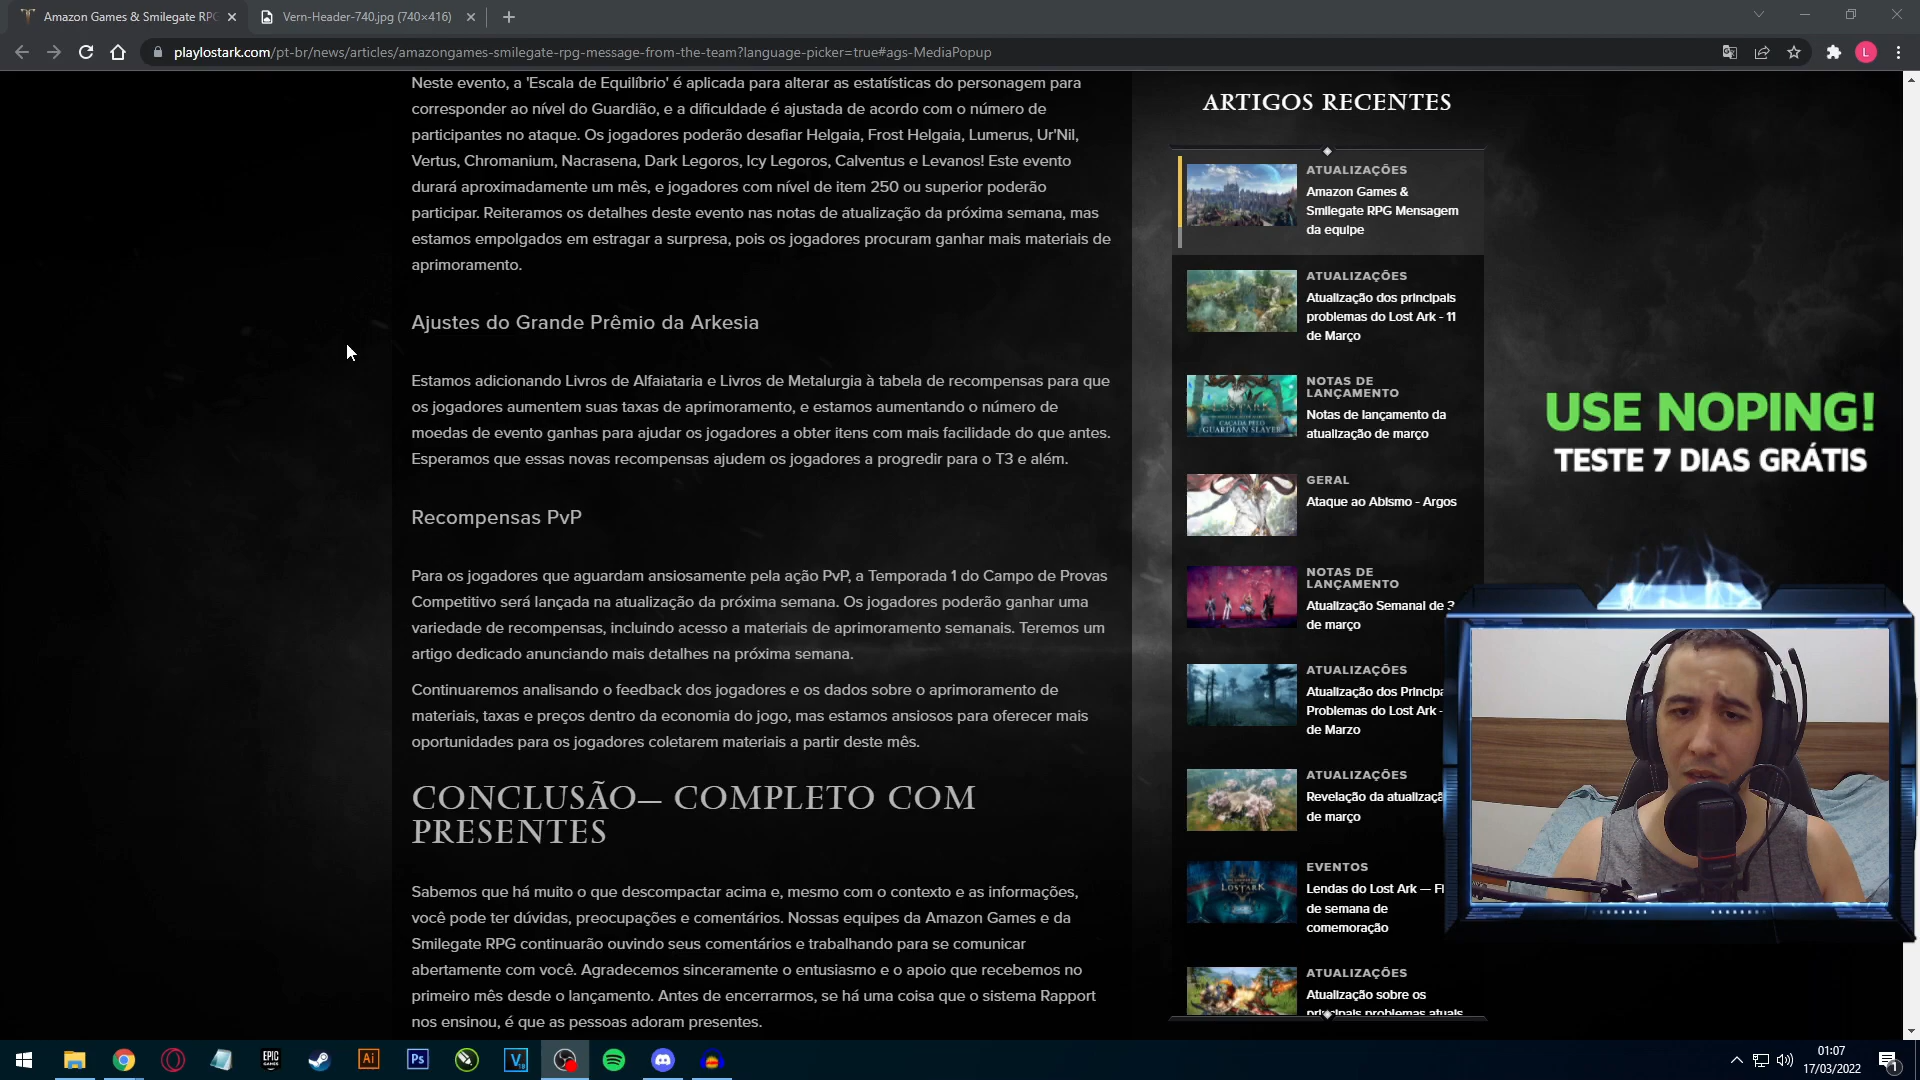 Amazon Games & Smilegate RPG
Vern-Header-740.jpg (740×416)
playlostark.com/pt-br/news/articles/amazongames-smilegate-rpg-message-from-the-team?language-picker=true#ags-MediaPopup
L
Neste evento, a 'Escala de Equilíbrio' é aplicada para alterar as estatísticas do personagem para
corresponder ao nível do Guardião, e a dificuldade é ajustada de acordo com o número de
participantes no ataque. Os jogadores poderão desafiar Helgaia, Frost Helgaia, Lumerus, Ur'Nil,
Vertus, Chromanium, Nacrasena, Dark Legoros, Icy Legoros, Calventus e Levanos! Este evento
durará aproximadamente um mês, e jogadores com nível de item 250 ou superior poderão
participar. Reiteramos os detalhes deste evento nas notas de atualização da próxima semana, mas
estamos empolgados em estragar a surpresa, pois os jogadores procuram ganhar mais materiais de
aprimoramento.
Ajustes do Grande Prêmio da Arkesia
Estamos adicionando Livros de Alfaiataria e Livros de Metalurgia à tabela de recompensas para que
os jogadores aumentem suas taxas de aprimoramento, e estamos aumentando o número de
moedas de evento ganhas para ajudar os jogadores a obter itens com mais facilidade do que antes.
Esperamos que essas novas recompensas ajudem os jogadores a progredir para o T3 e além.
Recompensas PvP
Para os jogadores que aguardam ansiosamente pela ação PvP, a Temporada 1 do Campo de Provas
Competitivo será lançada na atualização da próxima semana. Os jogadores poderão ganhar uma
variedade de recompensas, incluindo acesso a materiais de aprimoramento semanais. Teremos um
artigo dedicado anunciando mais detalhes na próxima semana.
Continuaremos analisando o feedback dos jogadores e os dados sobre o aprimoramento de
materiais, taxas e preços dentro da economia do jogo, mas estamos ansiosos para oferecer mais
oportunidades para os jogadores coletarem materiais a partir deste mês.
CONCLUSÃO— COMPLETO COM
PRESENTES
Sabemos que há muito o que descompactar acima e, mesmo com o contexto e as informações,
você pode ter dúvidas, preocupações e comentários. Nossas equipes da Amazon Games e da
Smilegate RPG continuarão ouvindo seus comentários e trabalhando para se comunicar
abertamente com você. Agradecemos sinceramente o entusiasmo e o apoio que recebemos no
primeiro mês desde o lançamento. Antes de encerrarmos, se há uma coisa que o sistema Rapport
nos ensinou, é que as pessoas adoram presentes.
ARTIGOS RECENTES
ATUALIZAÇÕES
Amazon Games &
Smilegate RPG Mensagem
da equipe
ATUALIZAÇÕES
Atualização dos principais
problemas do Lost Ark - 11
de Março
NOTAS DE
LANÇAMENTO
Notas de lançamento da
atualização de março
LOST ARK
CAÇADA PELO
GUARDIAN SLAYER
GERAL
Ataque ao Abismo - Argos
NOTAS DE
LANÇAMENTO
Atualização Semanal de 3
de março
ATUALIZAÇÕES
Atualização dos Principa
Problemas do Lost Ark -
de Marzo
ATUALIZAÇÕES
Revelação da atualizaçã
de março
EVENTOS
Lendas do Lost Ark — FI
de semana de
comemoração
LOST ARK
ATUALIZAÇÕES
Atualização sobre os
principais problemas atuais
USE NOPING!
TESTE 7 DIAS GRÁTIS
EPIC
GAMES
Ai
Ps
V
01:07
17/03/2022
1